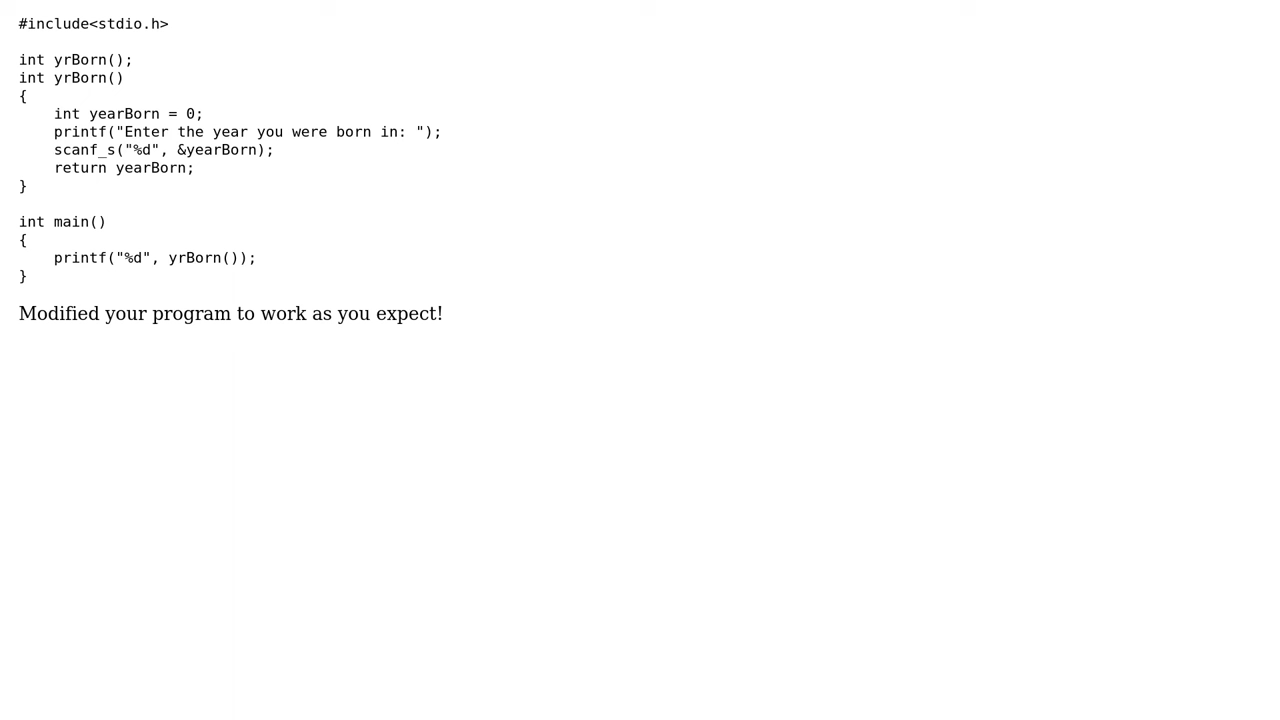 #include<stdio.h>

int yrBorn();
int yrBorn()
{
    int yearBorn = 0;
    printf("Enter the year you were born in: ");
    scanf_s("%d", &yearBorn);
    return yearBorn;
}

int main()
{
    printf("%d", yrBorn());
}
Modified your program to work as you expect!